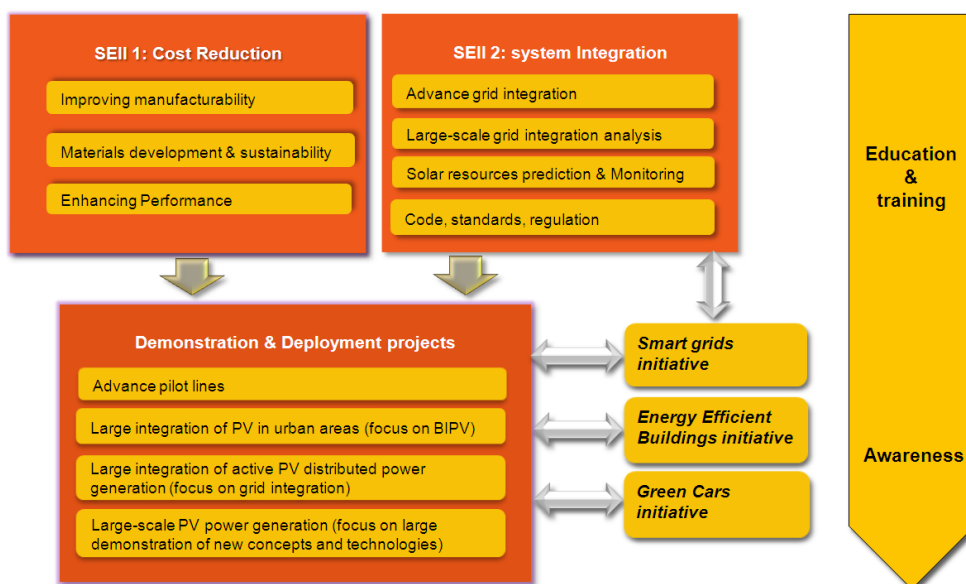 SEII 1: Cost Reduction
Improving manufacturability
Materials development & sustainability
Enhancing Performance
SEII 2: system Integration
Advance grid integration
Large-scale grid integration analysis
Solar resources prediction & Monitoring
Code, standards, regulation
Demonstration & Deployment projects
Advance pilot lines
Large integration of PV in urban areas (focus on BIPV)
Large integration of active PV distributed power
generation (focus on grid integration)
Large-scale PV power generation (focus on large
demonstration of new concepts and technologies)
Smart grids
initiative
Energy Efficient
Buildings initiative
Green Cars
initiative
Education
&
training
Awareness